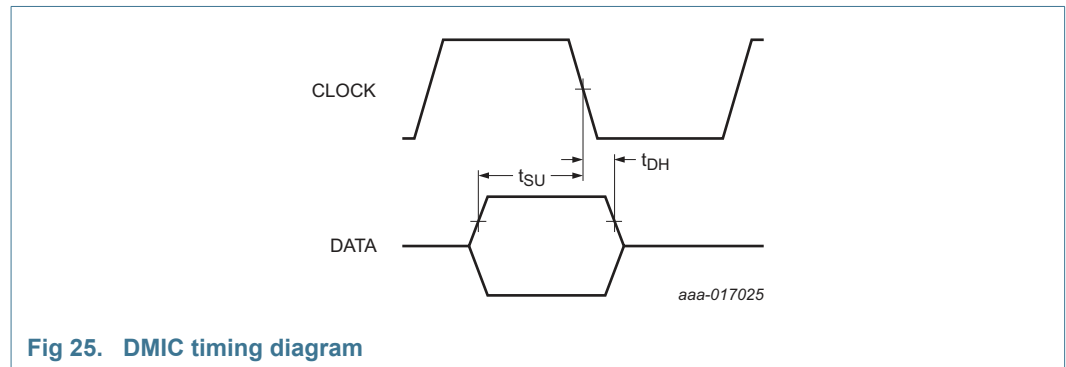 CLOCK
tDH
tSU
DATA
aaa-017025
Fig 25. DMIC timing diagram